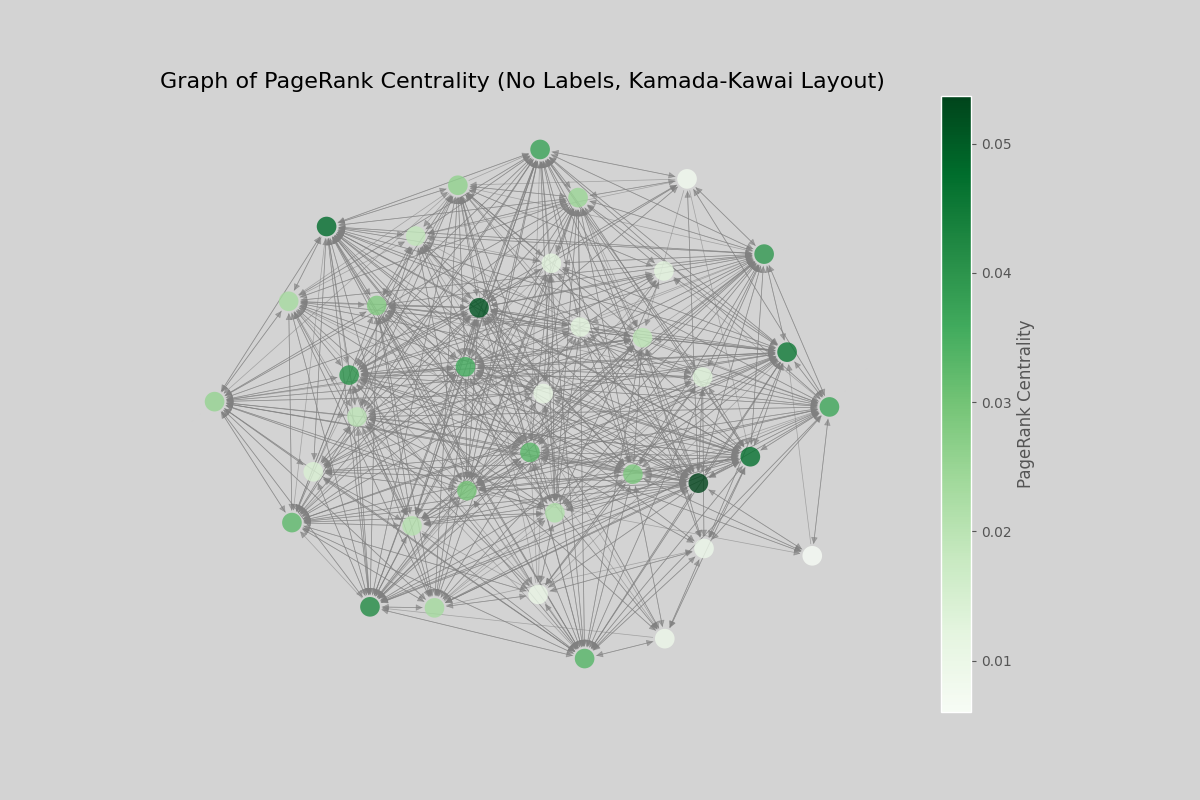 Graph of PageRank Centrality (No Labels, Kamada-Kawai Layout)
0.05
0.04
0.03
0.02
0.01
PageRank Centrality